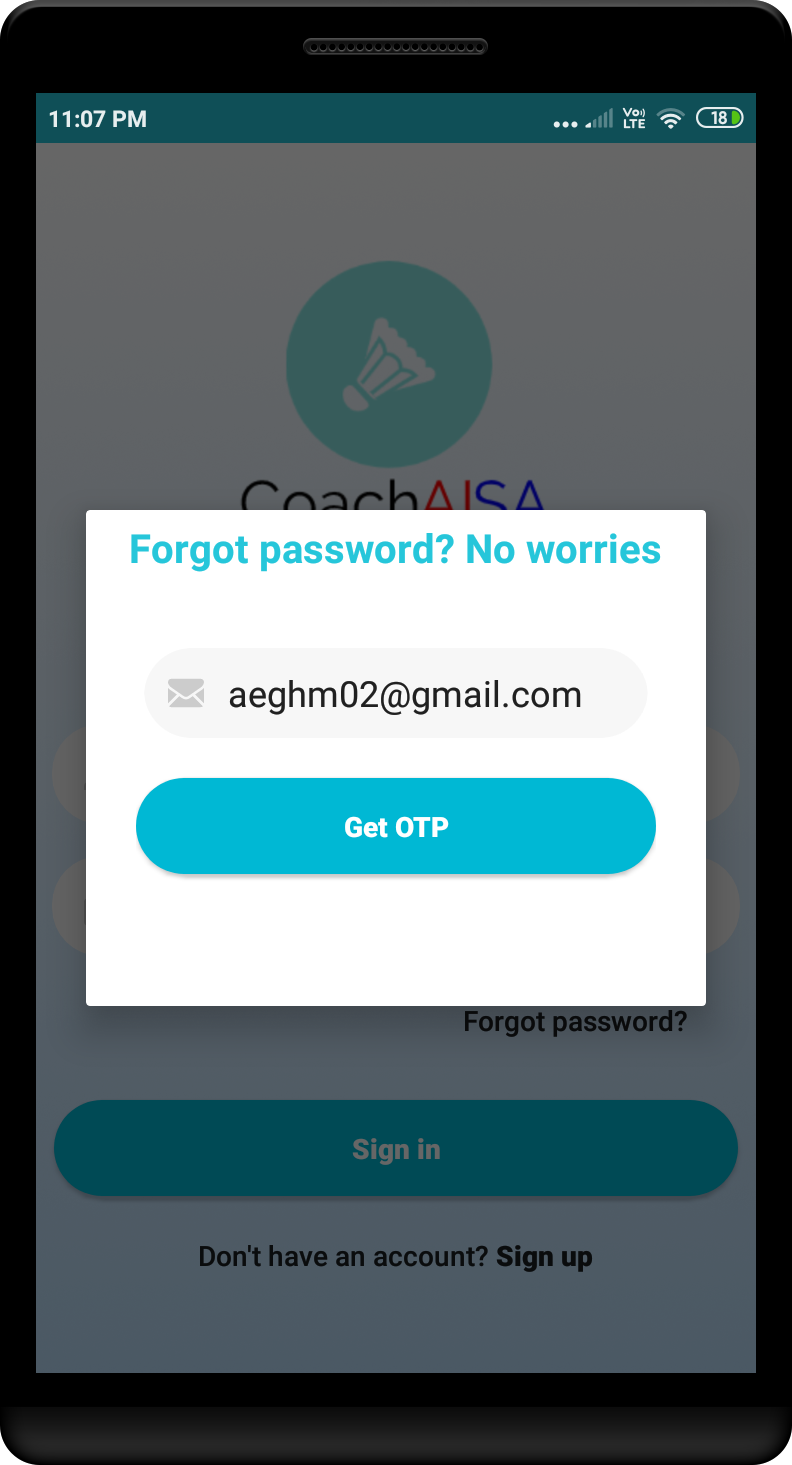 11:07 PM
Vo)) LTE
18
CoachAISA
Forgot password? No worries
aeghm02@gmail.com
Get OTP
Forgot password?
Sign in
Don't have an account? Sign up